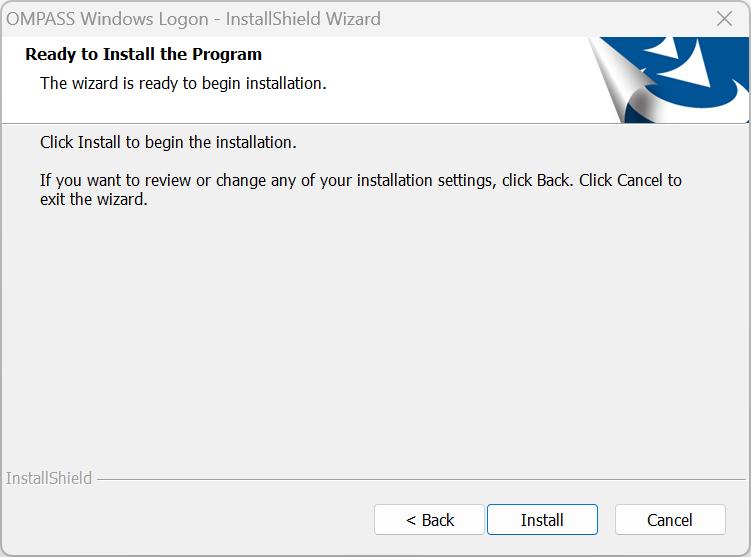 OMPASS Windows Logon - InstallShield Wizard
Ready to Install the Program
The wizard is ready to begin installation.
Click Install to begin the installation.
If you want to review or change any of your installation settings, click Back. Click Cancel to
exit the wizard.
InstallShield
< Back
Install
Cancel